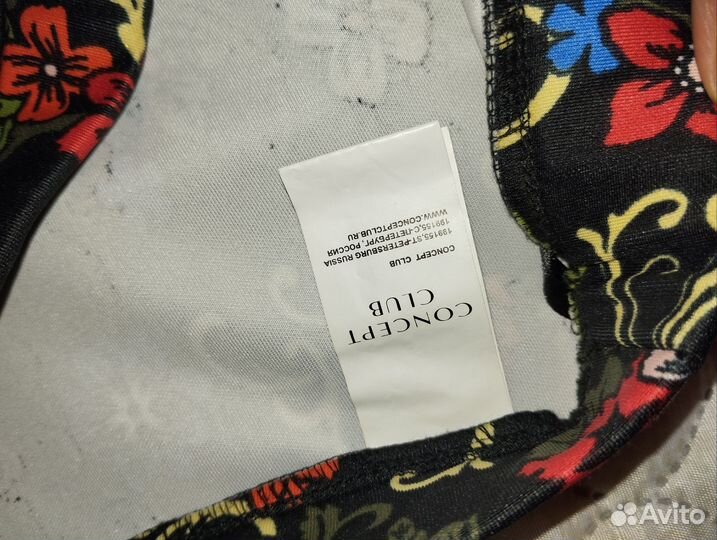 CONCEPT
CLUB
CONCEPT CLUB
199155,ST-PETERSBURG RUSSIA
199155,С-ПЕТЕРБУРГ, РОССИЯ
WWW.CONCEPTCLUB.RU
Avito